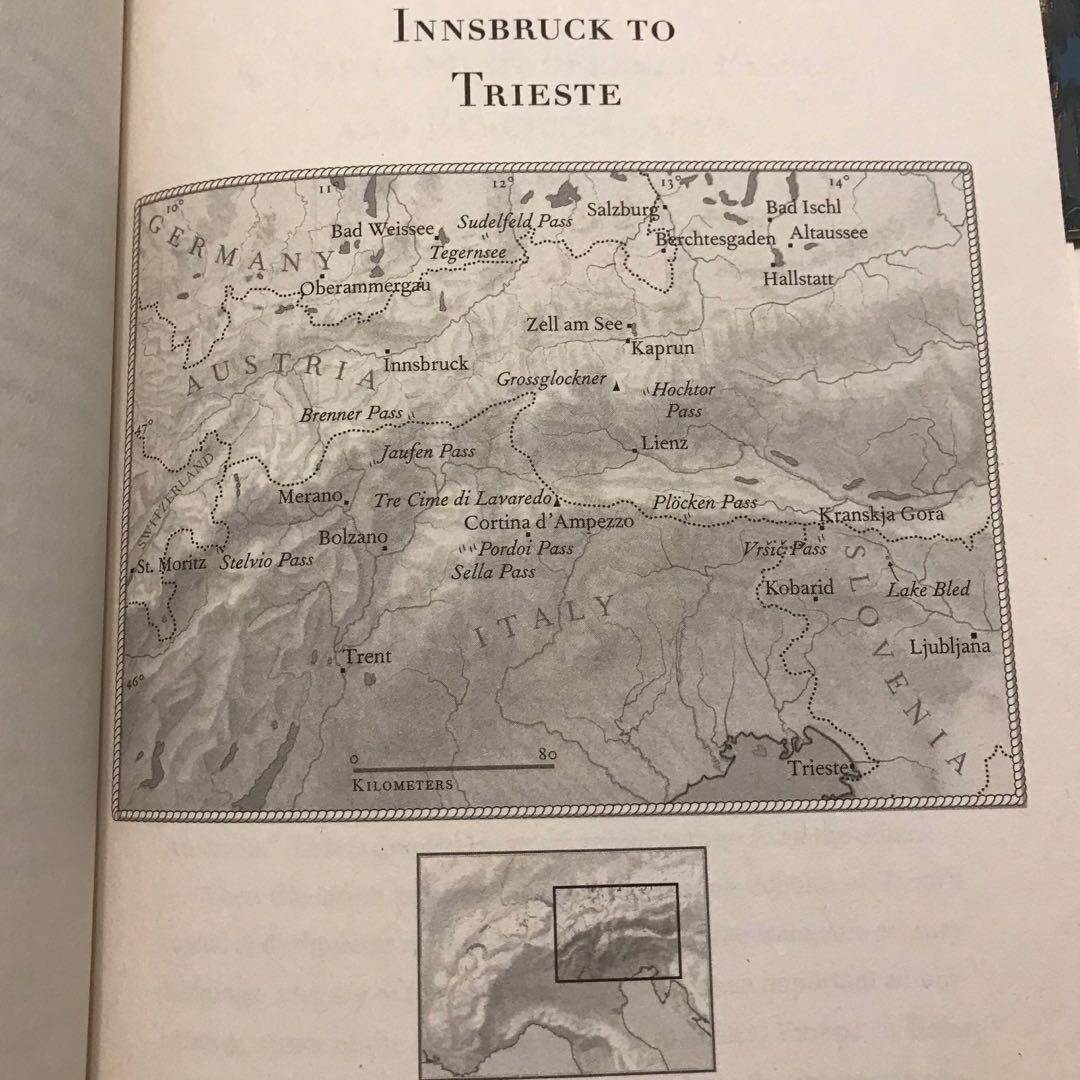 INNSBRUCK TO
TRIESTE
10°
11°
12°
13°
14°
GERMANY
Bad Weissee
Sudelfeld Pass
Tegernsee
Salzburg
Bad Ischl
Berchtesgaden
Altaussee
Hallstatt
Oberammergau
Zell am See
Kaprun
AUSTRIA
Innsbruck
Grossglockner
Hochtor
Pass
Brenner Pass
47°
Jaufen Pass
Lienz
SWITZERLAND
Merano
Tre Cime di Lavaredo
Plöcken Pass
Cortina d'Ampezzo
Kranskja Gora
Bolzano
Pordoi Pass
Vršič Pass
St. Moritz
Stelvio Pass
Sella Pass
Kobarid
Lake Bled
SLOVENIA
ITALY
Ljubljana
Trent
46°
0
80
KILOMETERS
Trieste